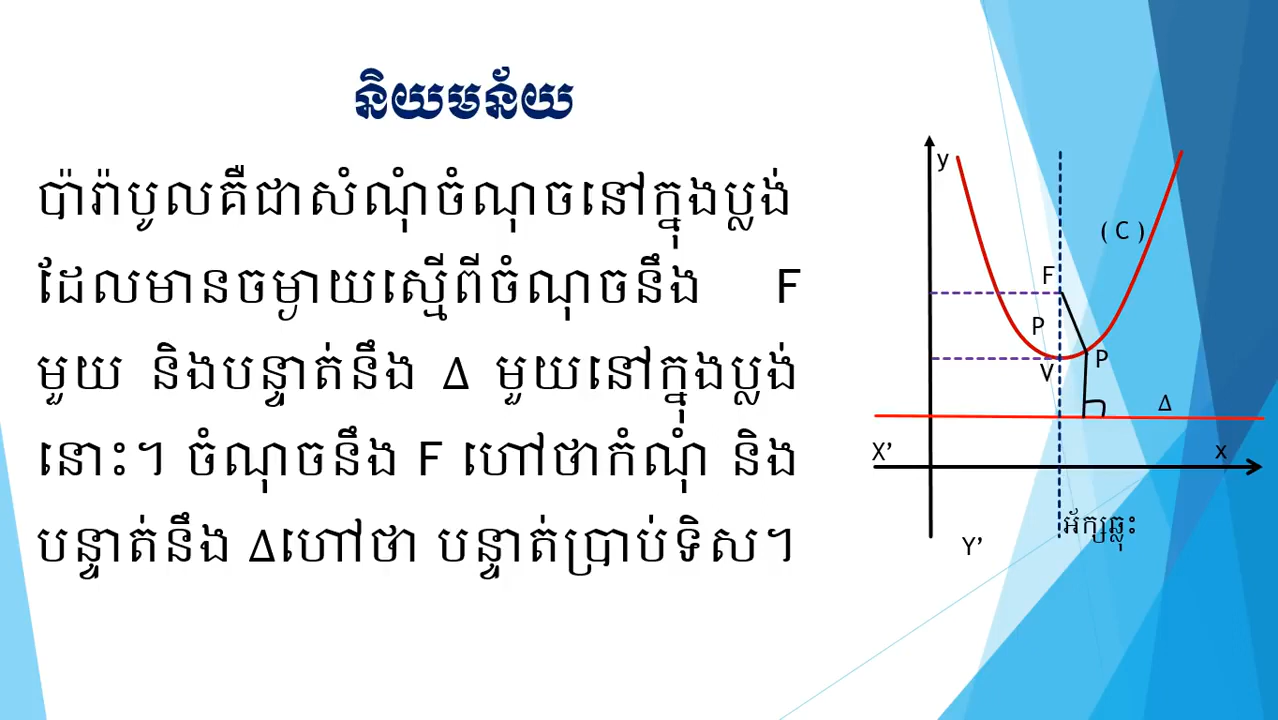 និយមន័យ
ប៉ារ៉ាបូលគឺជាសំណុំចំណុចនៅក្នុងប្លង់
ដែលមានចម្ងាយស្មើពីចំណុចនឹង F
មួយ និងបន្ទាត់នឹង Δ មួយនៅក្នុងប្លង់
នោះ។ ចំណុចនឹង F ហៅថាកំណុំ និង
បន្ទាត់នឹង Δហៅថា បន្ទាត់ប្រាប់ទិស។
y
( C )
F
P
P
V
Δ
X’
x
អ័ក្សឆ្លុះ
Y’